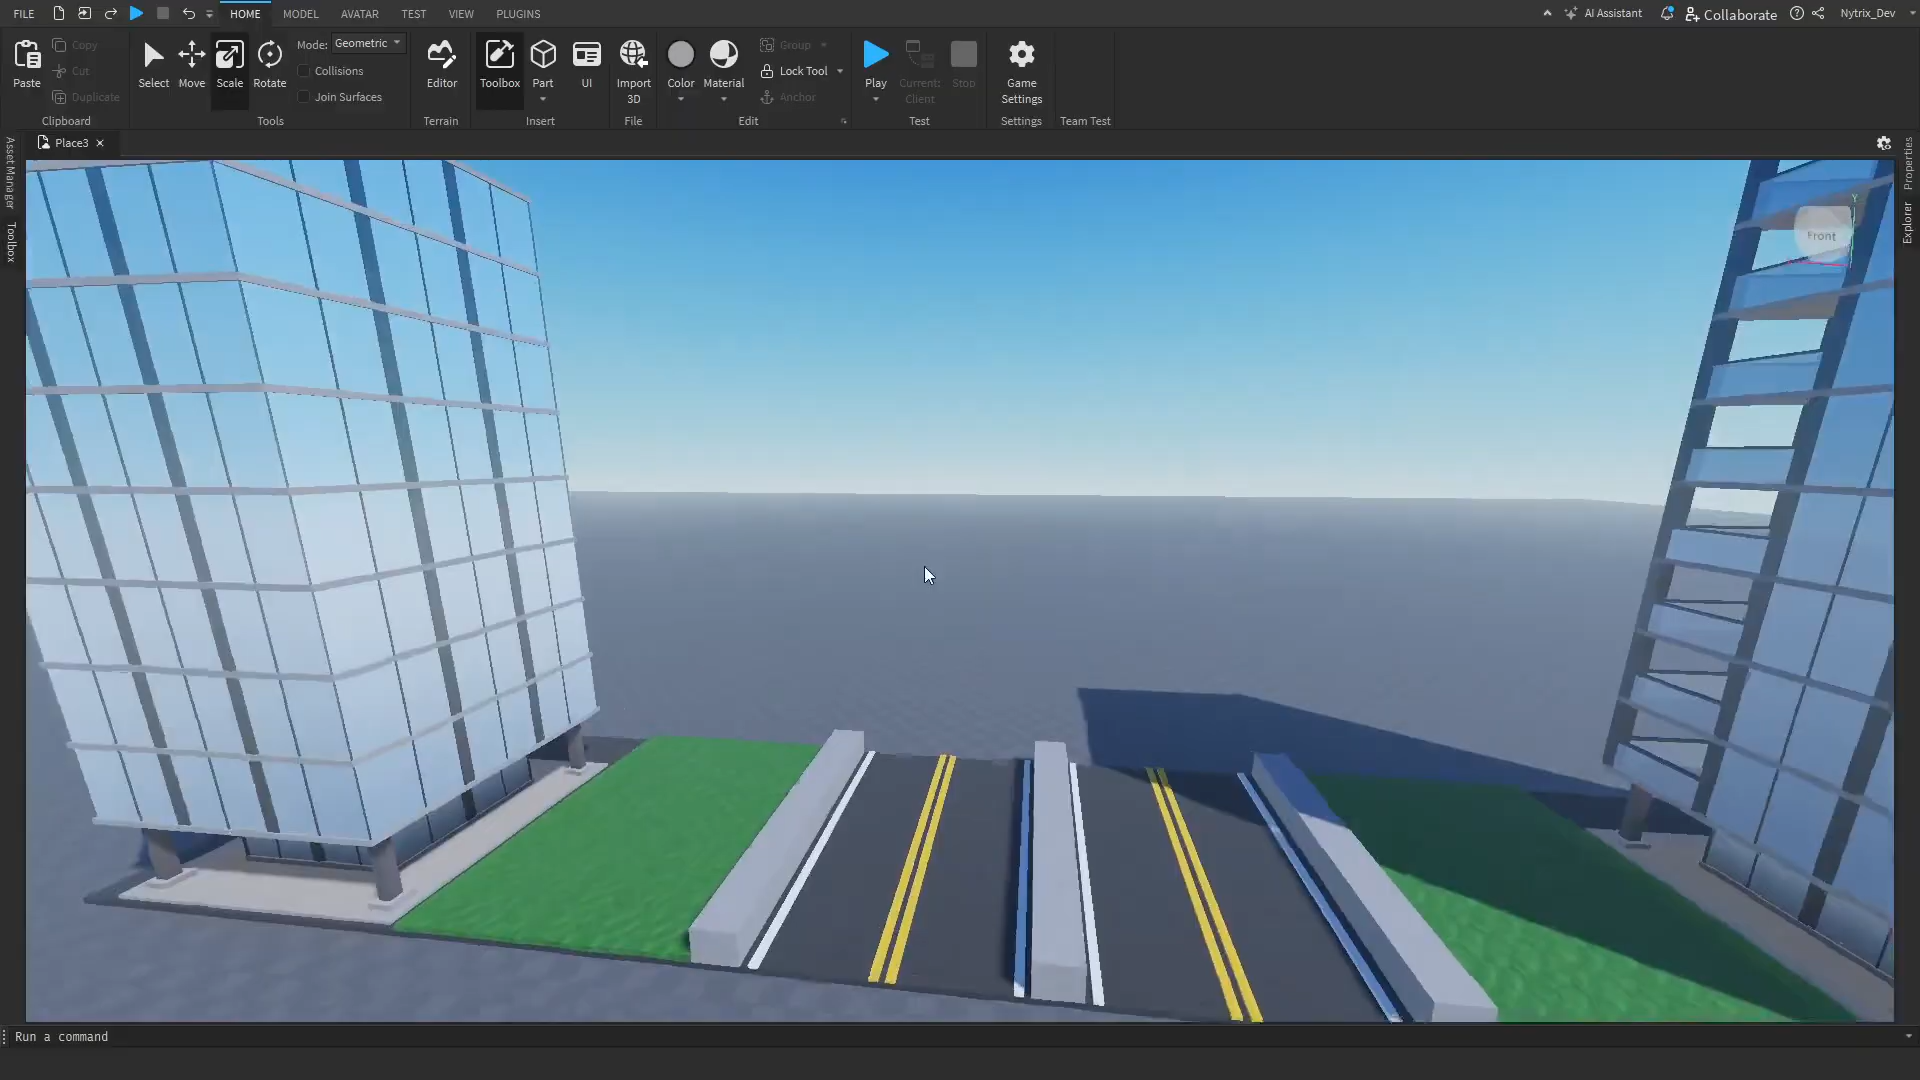 FILE HOME MODEL AVATAR TEST VIEW PLUGINS AI Assistant Collaborate Nytrix_Dev
Paste
Copy
Cut
Duplicate
Clipboard
Select
Move
Scale
Rotate
Mode: Geometric
Collisions
Join Surfaces
Tools
Editor
Terrain
Toolbox
Part
UI
Insert
Import
3D
File
Color
Material
Group
Lock Tool
Anchor
Edit
Play
Current:
Client
Stop
Test
Game
Settings
Settings
Team Test
Place3
Asset Manager
Toolbox
Properties
Explorer
Y
Front
Run a command